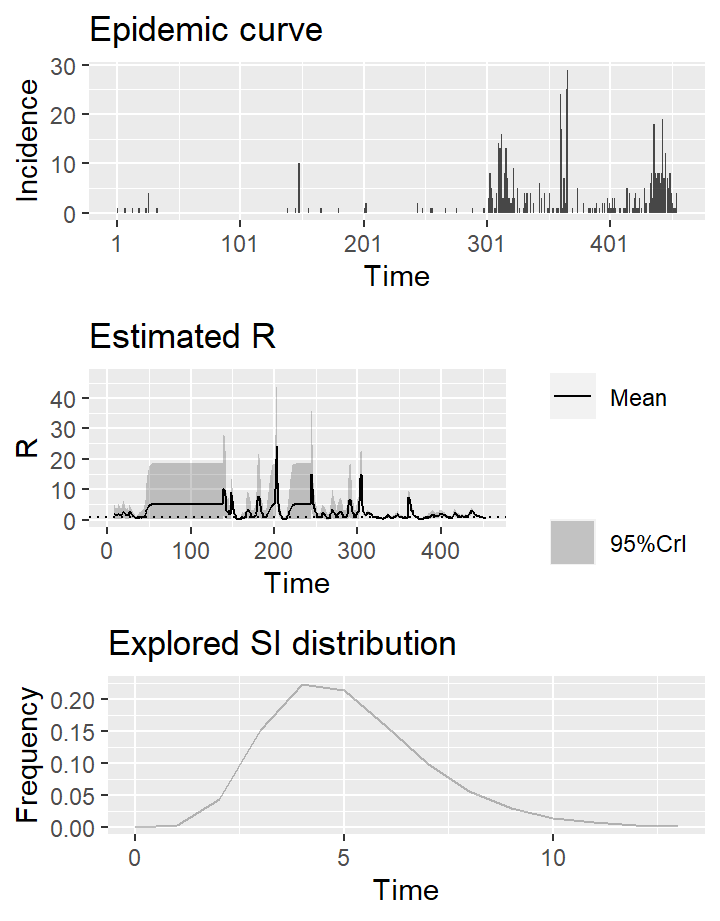 Epidemic curve
Incidence
30
20
10
0
1 101 201 301 401
Time
Estimated R
R
40
30
20
10
0
0 100 200 300 400
Time
Mean
95%CrI
Explored SI distribution
Frequency
0.20
0.15
0.10
0.05
0.00
0 5 10
Time